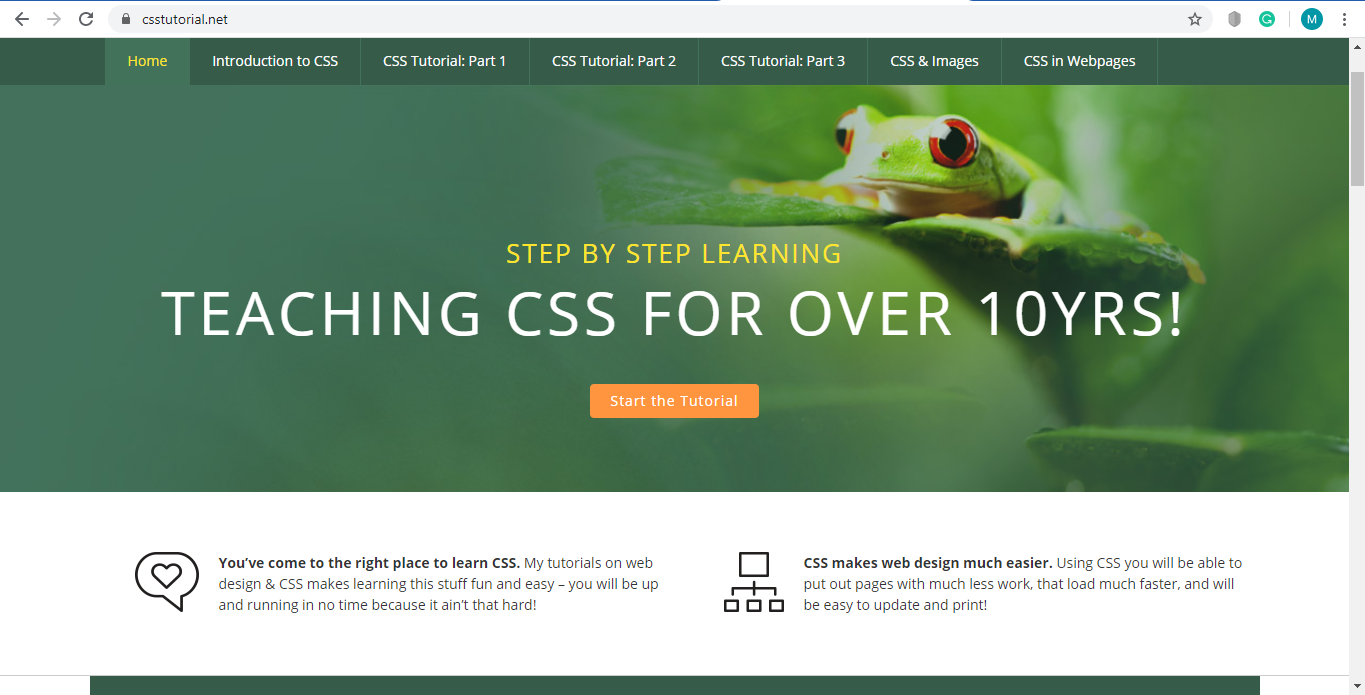 csstutorial.net
M
Home Introduction to CSS CSS Tutorial: Part 1 CSS Tutorial: Part 2 CSS Tutorial: Part 3 CSS & Images CSS in Webpages
STEP BY STEP LEARNING
TEACHING CSS FOR OVER 10YRS!
Start the Tutorial
You’ve come to the right place to learn CSS. My tutorials on web
design & CSS makes learning this stuff fun and easy – you will be up
and running in no time because it ain’t that hard!
CSS makes web design much easier. Using CSS you will be able to
put out pages with much less work, that load much faster, and will
be easy to update and print!